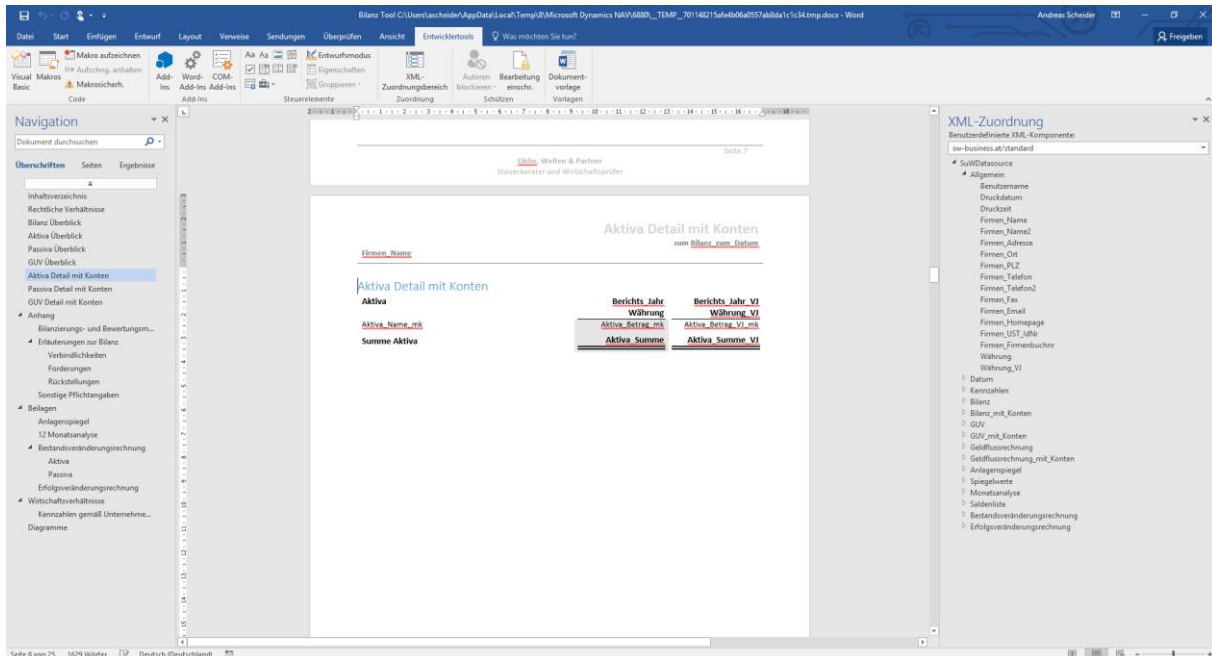 Bilanz Tool C:\Users\ascheider\AppData\Local\Temp\8\Microsoft Dynamics NAV\6880\__TEMP__701148215afe4b06a0557ab8da1c1c34.tmp.docx - Word
Andreas Scheider
Datei Start Einfügen Entwurf Layout Verweise Sendungen Überprüfen Ansicht Entwicklertools Was möchten Sie tun?
Freigeben
Visual Basic
Makros
Makro aufzeichnen
Aufzchng. anhalten
Makrosicherh.
Code
Add-Ins
Word-Add-Ins
COM-Add-Ins
Add-Ins
Entwurfsmodus
Eigenschaften
Gruppieren
Steuerelemente
XML-Zuordnungsbereich
Zuordnung
Autoren blockieren
Bearbeitung einschr.
Schützen
Dokumentvorlage
Vorlagen
Navigation
Dokument durchsuchen
Überschriften Seiten Ergebnisse
Inhaltsverzeichnis
Rechtliche Verhältnisse
Bilanz Überblick
Aktiva Überblick
Passiva Überblick
GUV Überblick
Aktiva Detail mit Konten
Passiva Detail mit Konten
GUV Detail mit Konten
Anhang
Bilanzierungs- und Bewertungsm...
Erläuterungen zur Bilanz
Verbindlichkeiten
Forderungen
Rückstellungen
Sonstige Pflichtangaben
Beilagen
Anlagenspiegel
12 Monatsanalyse
Bestandsveränderungsrechnung
Aktiva
Passiva
Erfolgsveränderungsrechnung
Wirtschaftsverhältnisse
Kennzahlen gemäß Unternehme...
Diagramme
Seite 7
Dkfm. Welten & Partner
Steuerberater und Wirtschaftsprüfer
Aktiva Detail mit Konten
zum Bilanz_zum_Datum
Firmen_Name
Aktiva Detail mit Konten
Aktiva Berichts_Jahr Berichts_Jahr_VJ
Währung Währung_VJ
Aktiva_Name_mk Aktiva_Betrag_mk Aktiva_Betrag_VJ_mk
Summe Aktiva Aktiva_Summe Aktiva_Summe_VJ
XML-Zuordnung
Benutzerdefinierte XML-Komponente:
sw-business.at/standard
SuWDatasource
Allgemein
Benutzername
Druckdatum
Druckzeit
Firmen_Name
Firmen_Name2
Firmen_Adresse
Firmen_Ort
Firmen_PLZ
Firmen_Telefon
Firmen_Telefon2
Firmen_Fax
Firmen_Email
Firmen_Homepage
Firmen_UST_IdNr
Firmen_Firmenbuchnr
Währung
Währung_VJ
Datum
Kennzahlen
Bilanz
Bilanz_mit_Konten
GUV
GUV_mit_Konten
Geldflussrechnung
Geldflussrechnung_mit_Konten
Anlagenspiegel
Spiegelwerte
Monatsanalyse
Saldenliste
Bestandsveränderungsrechnung
Erfolgsveränderungsrechnung
Seite 8 von 25 1629 Wörter Deutsch (Deutschland)